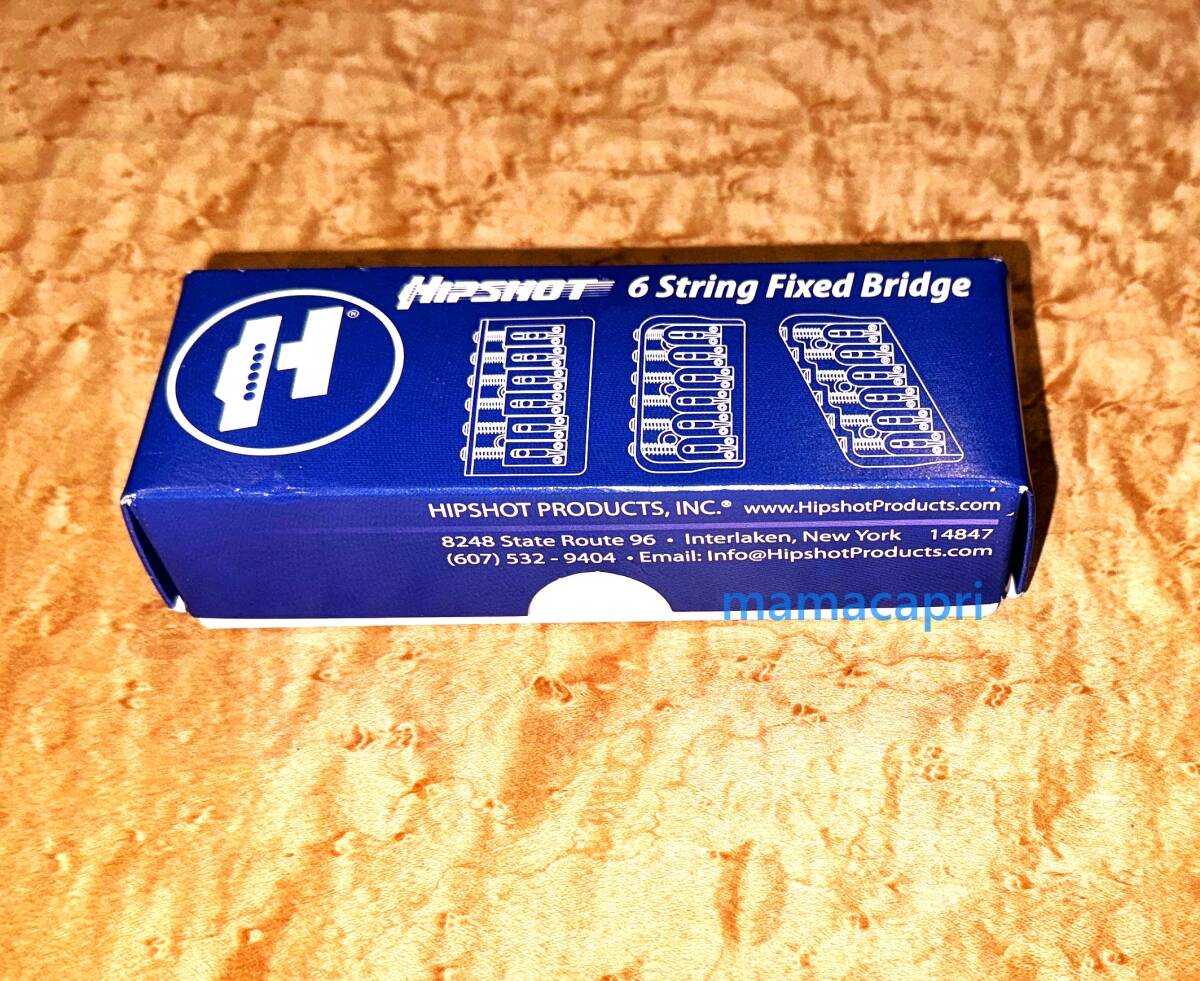 HIPSHOT 6 String Fixed Bridge
H®
HIPSHOT PRODUCTS, INC.® www.HipshotProducts.com
8248 State Route 96 • Interlaken, New York 14847
(607) 532 - 9404 • Email: Info@HipshotProducts.com
mamacapri